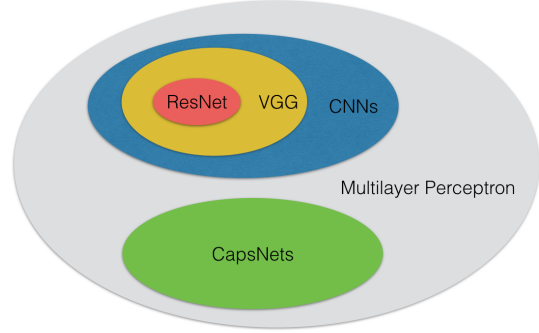 ResNet
VGG
CNNs
Multilayer Perceptron
CapsNets